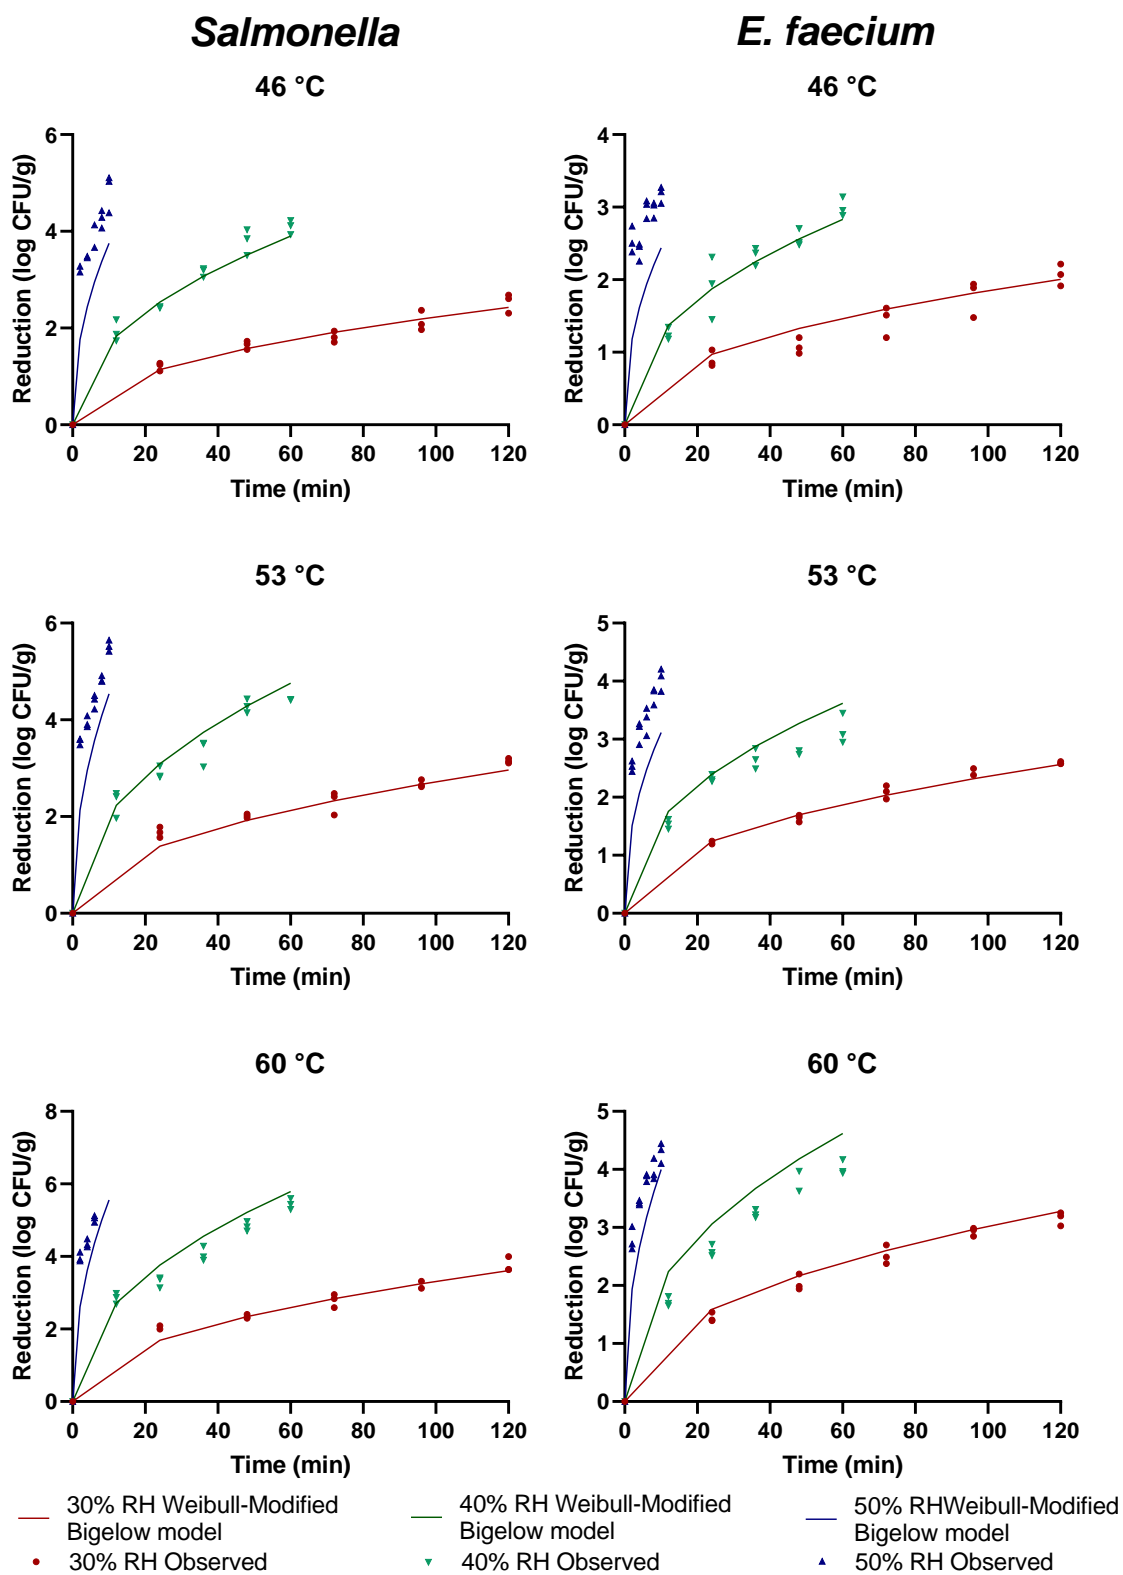 Salmonella
E. faecium
46 °C
46 °C
Reduction (log CFU/g)
6
4
2
0
0 20 40 60 80 100 120
Time (min)
Reduction (log CFU/g)
4
3
2
1
0
0 20 40 60 80 100 120
Time (min)
53 °C
53 °C
Reduction (log CFU/g)
6
4
2
0
0 20 40 60 80 100 120
Time (min)
Reduction (log CFU/g)
5
4
3
2
1
0
0 20 40 60 80 100 120
Time (min)
60 °C
60 °C
Reduction (log CFU/g)
8
6
4
2
0
0 20 40 60 80 100 120
Time (min)
Reduction (log CFU/g)
5
4
3
2
1
0
0 20 40 60 80 100 120
Time (min)
30% RH Weibull-Modified
Bigelow model
30% RH Observed
40% RH Weibull-Modified
Bigelow model
40% RH Observed
50% RHWeibull-Modified
Bigelow model
50% RH Observed